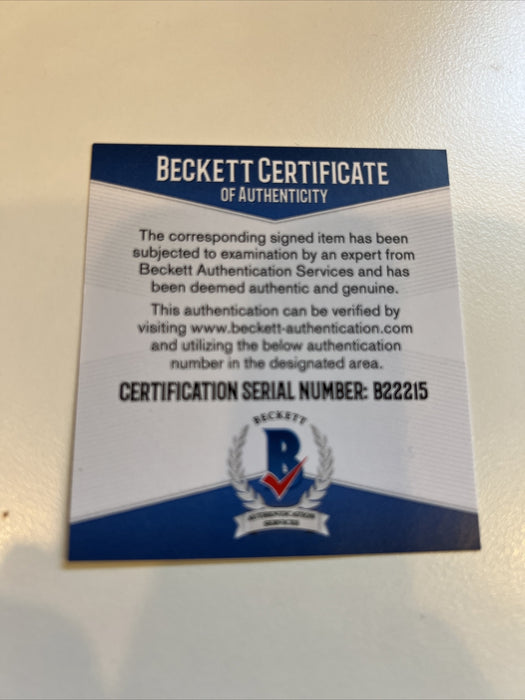 BECKETT CERTIFICATE
OF AUTHENTICITY
The corresponding signed item has been
subjected to examination by an expert from
Beckett Authentication Services and has
been deemed authentic and genuine.
This authentication can be verified by
visiting www.beckett-authentication.com
and utilizing the below authentication
number in the designated area.
CERTIFICATION SERIAL NUMBER: B22215
BECKETT
B
AUTHENTICATION
SERVICES